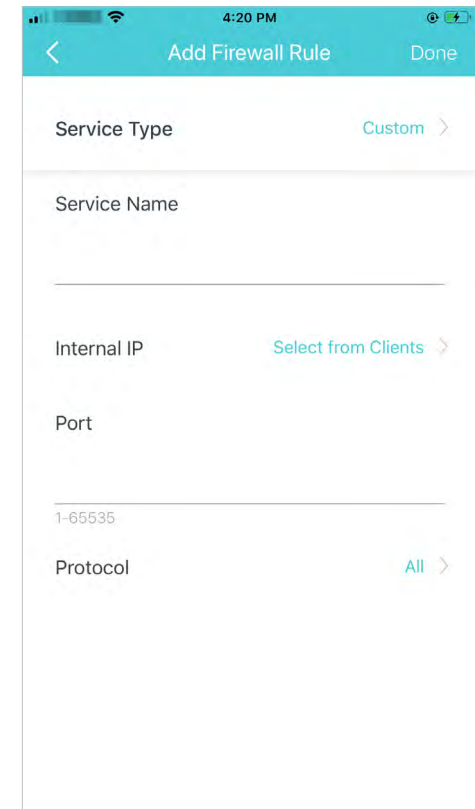 4:20 PM
Add Firewall Rule Done
Service Type Custom
Service Name
Internal IP Select from Clients
Port
1-65535
Protocol All